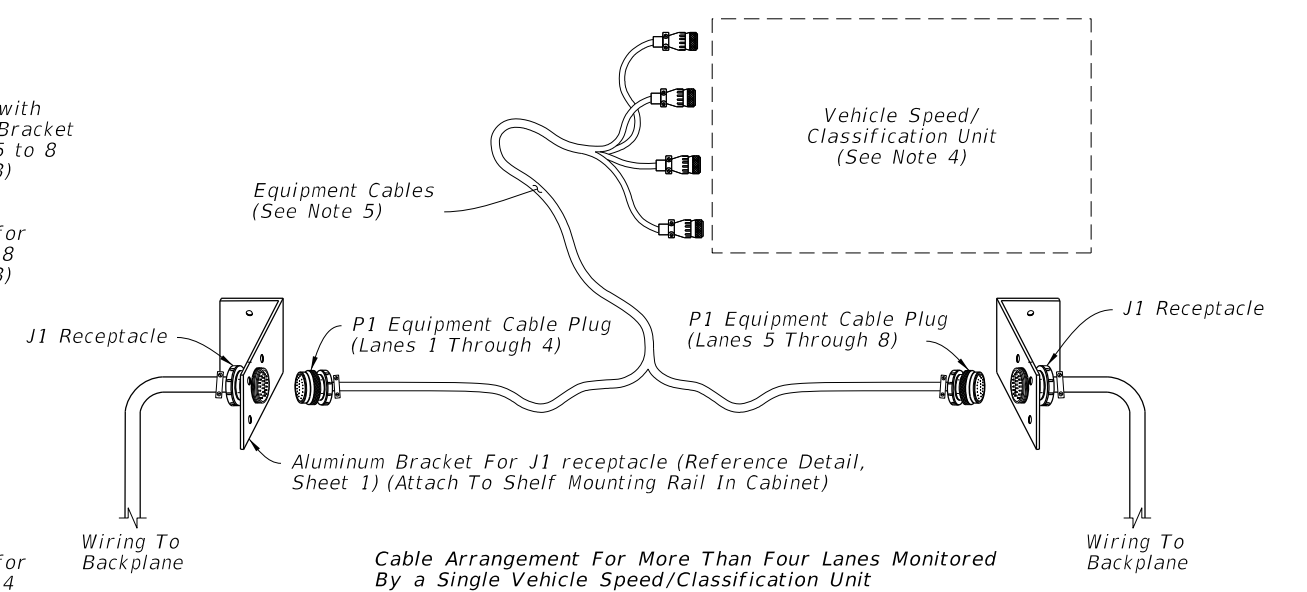 with
Bracket
5 to 8
3)
for
8
3)
Vehicle Speed/
Classification Unit
(See Note 4)
Equipment Cables
(See Note 5)
J1 Receptacle
P1 Equipment Cable Plug
(Lanes 1 Through 4)
P1 Equipment Cable Plug
(Lanes 5 Through 8)
J1 Receptacle
Aluminum Bracket For J1 receptacle (Reference Detail,
Sheet 1) (Attach To Shelf Mounting Rail In Cabinet)
Wiring To
Backplane
Wiring To
Backplane
for
4
Cable Arrangement For More Than Four Lanes Monitored
By a Single Vehicle Speed/Classification Unit